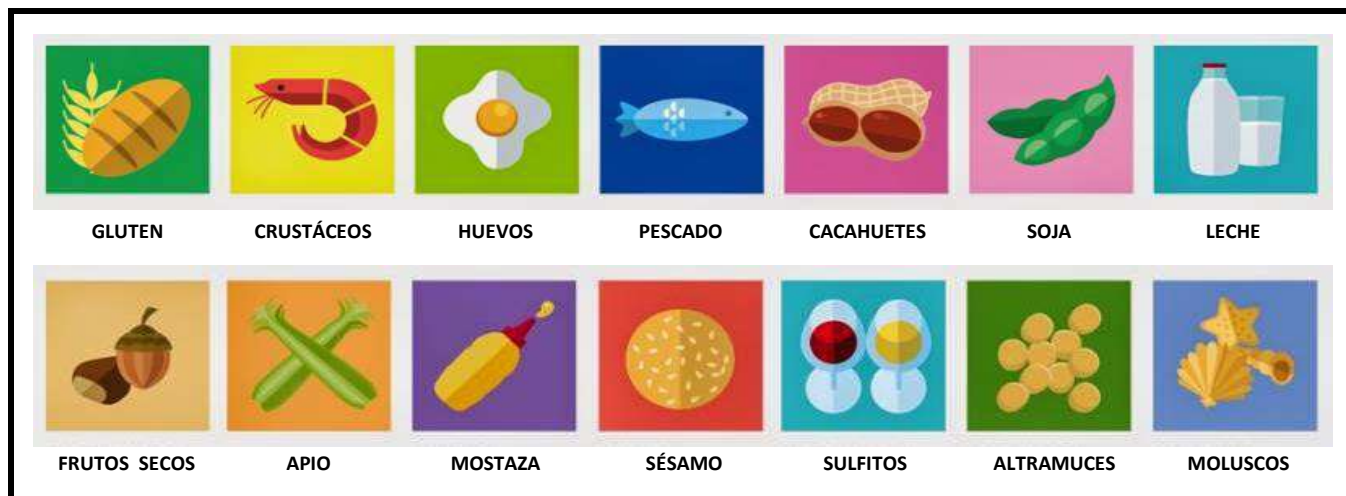 GLUTEN CRUSTÁCEOS HUEVOS PESCADO CACAHUETES SOJA LECHE
FRUTOS SECOS APIO MOSTAZA SÉSAMO SULFITOS ALTRAMUCES MOLUSCOS